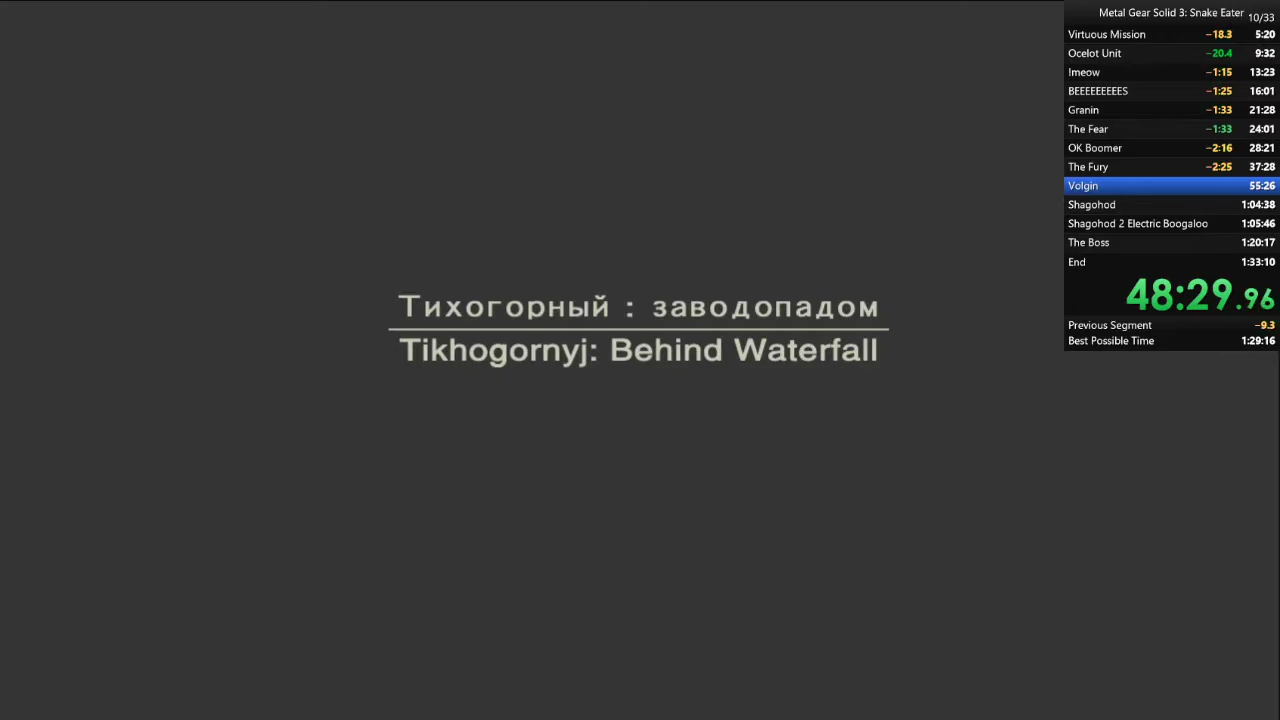 Metal Gear Solid 3: Snake Eater 10/33
Virtuous Mission −18.3 5:20
Ocelot Unit −20.4 9:32
!meow −1:15 13:23
BEEEEEEEEES −1:25 16:01
Granin −1:33 21:28
The Fear −1:33 24:01
OK Boomer −2:16 28:21
The Fury −2:25 37:28
Volgin 55:26
Shagohod 1:04:38
Shagohod 2 Electric Boogaloo 1:05:46
The Boss 1:20:17
End 1:33:10
48:29.96
Previous Segment −9.3
Best Possible Time 1:29:16
Тихогорный : заводопадом
Tikhogornyj: Behind Waterfall